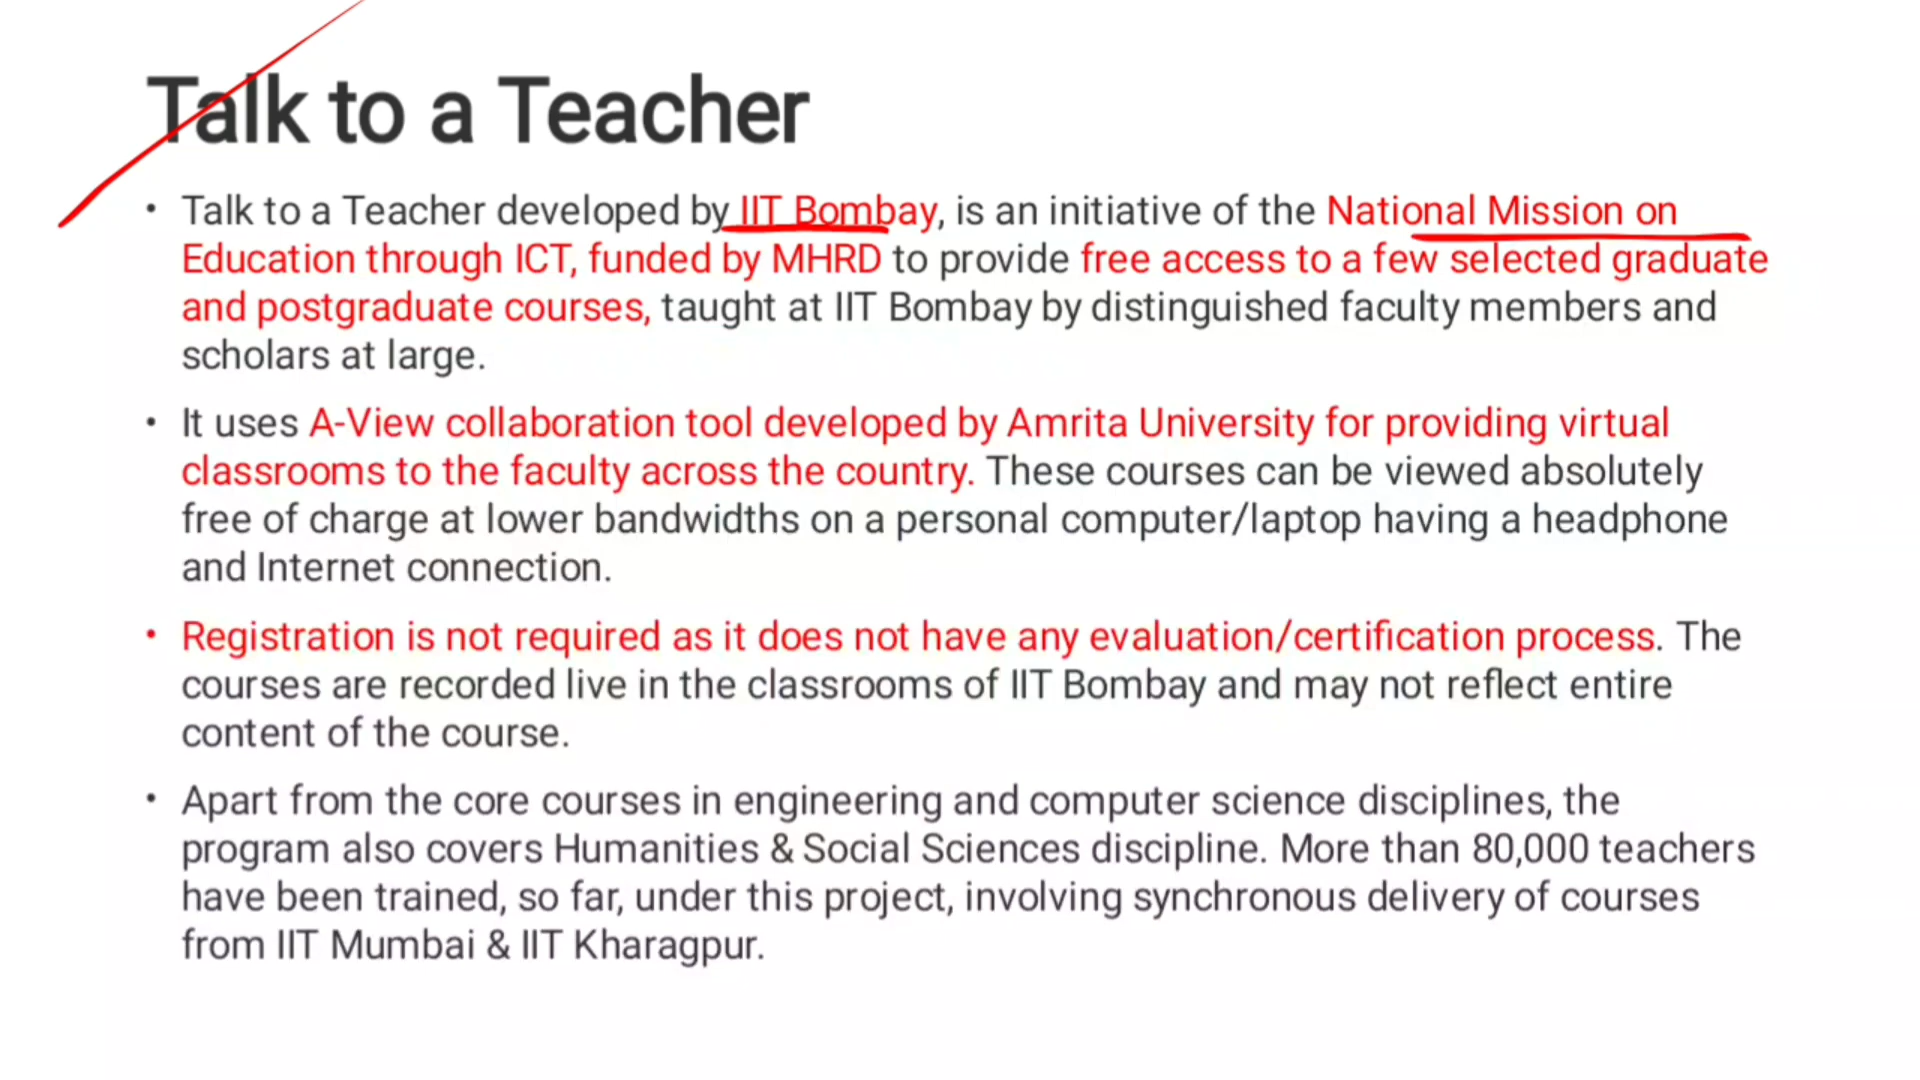 Talk to a Teacher
• Talk to a Teacher developed by IIT Bombay, is an initiative of the National Mission on
Education through ICT, funded by MHRD to provide free access to a few selected graduate
and postgraduate courses, taught at IIT Bombay by distinguished faculty members and
scholars at large.
• It uses A-View collaboration tool developed by Amrita University for providing virtual
classrooms to the faculty across the country. These courses can be viewed absolutely
free of charge at lower bandwidths on a personal computer/laptop having a headphone
and Internet connection.
• Registration is not required as it does not have any evaluation/certification process. The
courses are recorded live in the classrooms of IIT Bombay and may not reflect entire
content of the course.
• Apart from the core courses in engineering and computer science disciplines, the
program also covers Humanities & Social Sciences discipline. More than 80,000 teachers
have been trained, so far, under this project, involving synchronous delivery of courses
from IIT Mumbai & IIT Kharagpur.